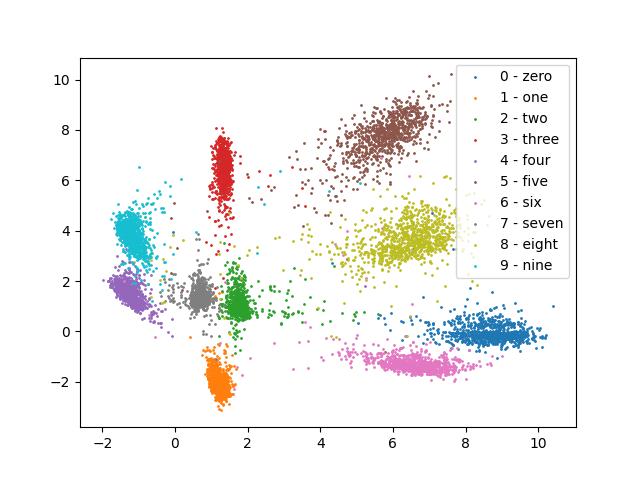 10
8
6
4
2
0
−2
−2
0
2
4
6
8
10
0 - zero
1 - one
2 - two
3 - three
4 - four
5 - five
6 - six
7 - seven
8 - eight
9 - nine